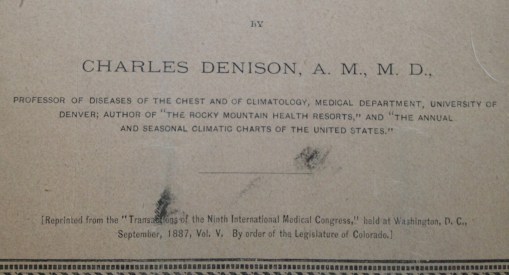 BY
CHARLES DENISON, A. M., M. D.,
PROFESSOR OF DISEASES OF THE CHEST AND OF CLIMATOLOGY, MEDICAL DEPARTMENT, UNIVERSITY OF
DENVER; AUTHOR OF "THE ROCKY MOUNTAIN HEALTH RESORTS," AND "THE ANNUAL
AND SEASONAL CLIMATIC CHARTS OF THE UNITED STATES."
[Reprinted from the "Transactions of the Ninth International Medical Congress," held at Washington, D. C.,
September, 1887, Vol. V. By order of the Legislature of Colorado.]